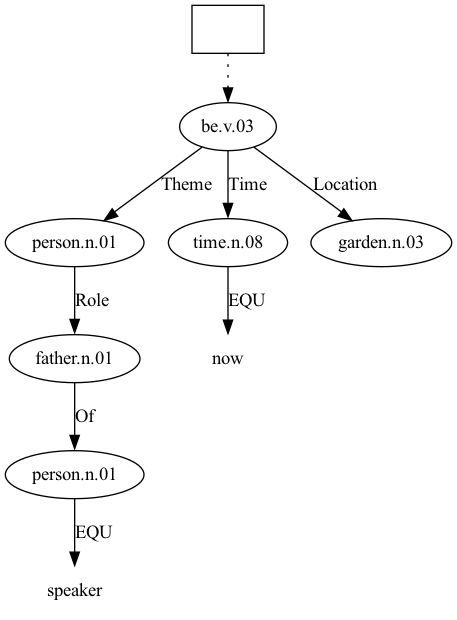 be.v.03
Theme Time Location
person.n.01 time.n.08 garden.n.03
Role EQU
father.n.01 now
Of
person.n.01
EQU
speaker